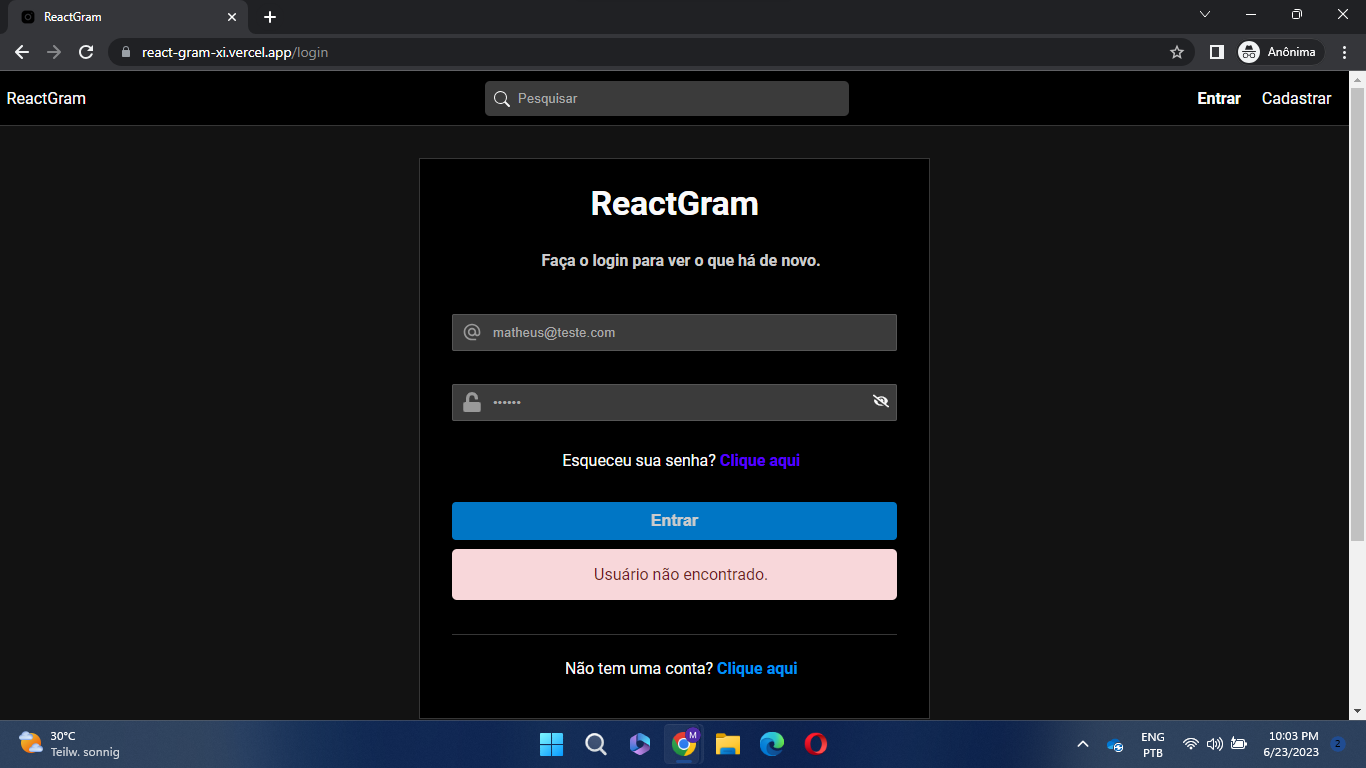 ReactGram
react-gram-xi.vercel.app/login
Anônima
ReactGram
Pesquisar
Entrar
Cadastrar
ReactGram
Faça o login para ver o que há de novo.
matheus@teste.com
••••••
Esqueceu sua senha? Clique aqui
Entrar
Usuário não encontrado.
Não tem uma conta? Clique aqui
30°C
Teilw. sonnig
M
ENG
PTB
10:03 PM
6/23/2023
2